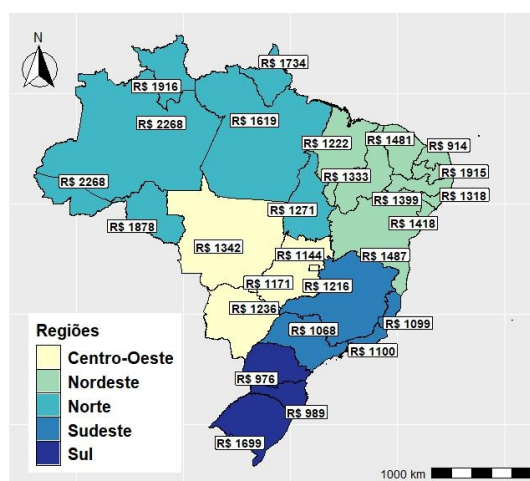 N
R$ 1734
R$ 1916
R$ 2268
R$ 1619
R$ 1222
R$ 1481
R$ 914
R$ 1333
R$ 1915
R$ 2268
R$ 1399
R$ 1318
R$ 1271
R$ 1418
R$ 1878
R$ 1342
R$ 1144
R$ 1487
R$ 1171
R$ 1216
R$ 1236
R$ 1068
R$ 1099
R$ 1100
R$ 976
R$ 989
R$ 1699
Regiões
Centro-Oeste
Nordeste
Norte
Sudeste
Sul
1000 km